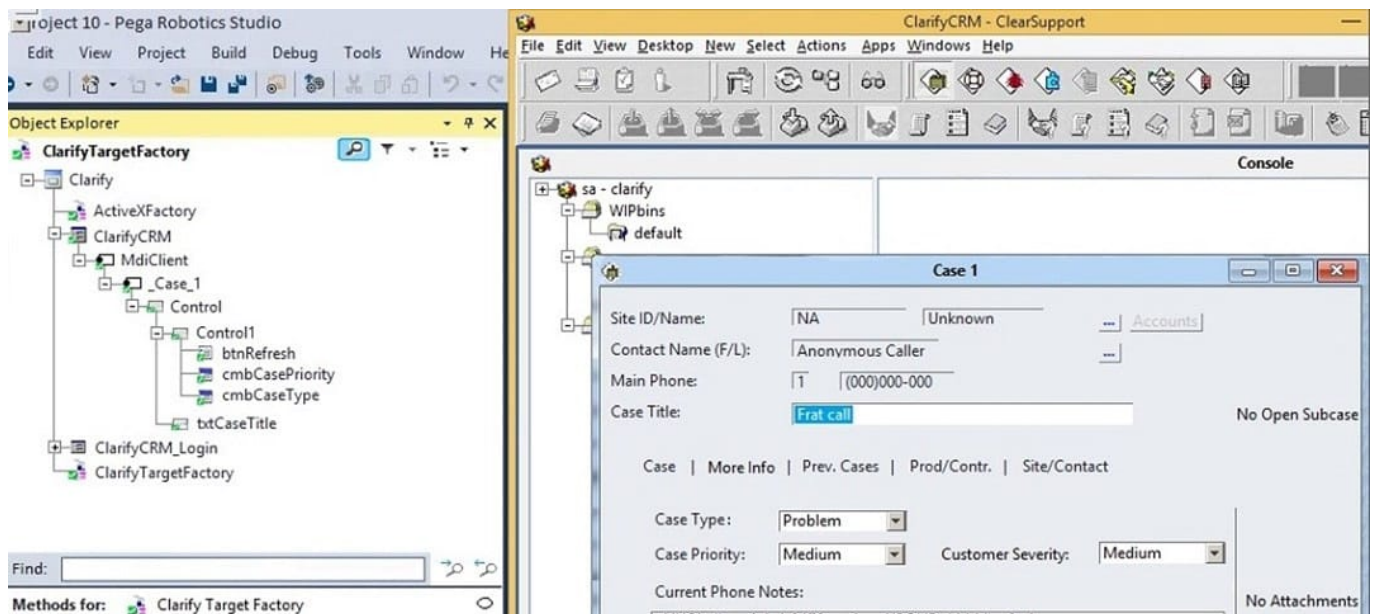 roject 10 - Pega Robotics Studio
Edit View Project Build Debug Tools Window He
Object Explorer
ClarifyTargetFactory
Clarify
ActiveXFactory
ClarifyCRM
MdiClient
_Case_1
Control
Control1
btnRefresh
cmbCasePriority
cmbCaseType
txtCaseTitle
ClarifyCRM_Login
ClarifyTargetFactory
Find:
Methods for: Clarify Target Factory
ClarifyCRM - ClearSupport
File Edit View Desktop New Select Actions Apps Windows Help
Console
sa - clarify
WIPbins
default
Case 1
Site ID/Name: NA Unknown ... Accounts
Contact Name (F/L): Anonymous Caller ...
Main Phone: 1 (000)000-000
Case Title: Frat call No Open Subcase
Case | More Info | Prev. Cases | Prod/Contr. | Site/Contact
Case Type: Problem
Case Priority: Medium Customer Severity: Medium
Current Phone Notes:
No Attachments